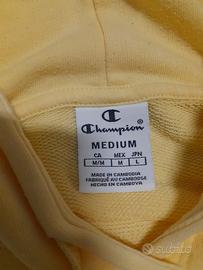 Champion
MEDIUM
CA MEX JPN
M/M M L
MADE IN CAMBODIA
FABRIQUÉ AU CAMBODGE
HECHO EN CAMBOYA
subito